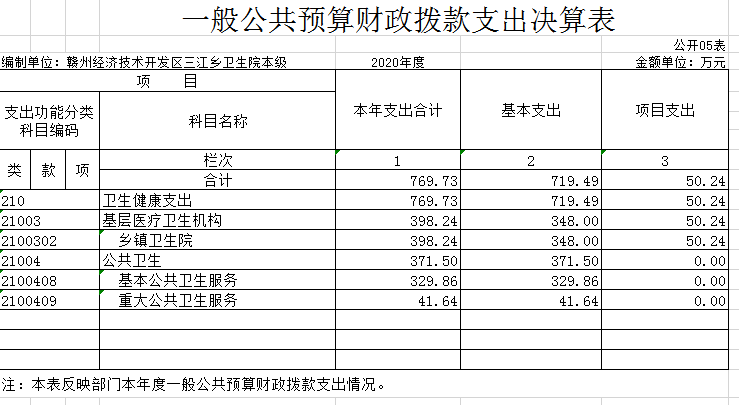 一般公共预算财政拨款支出决算表
公开05表
编制单位：赣州经济技术开发区三江乡卫生院本级 2020年度 金额单位：万元
项 目 本年支出合计 基本支出 项目支出
支出功能分类科目编码 科目名称
类 款 项 栏次 1 2 3
合计 769.73 719.49 50.24
210 卫生健康支出 769.73 719.49 50.24
21003 基层医疗卫生机构 398.24 348.00 50.24
2100302 乡镇卫生院 398.24 348.00 50.24
21004 公共卫生 371.50 371.50 0.00
2100408 基本公共卫生服务 329.86 329.86 0.00
2100409 重大公共卫生服务 41.64 41.64 0.00
注：本表反映部门本年度一般公共预算财政拨款支出情况。